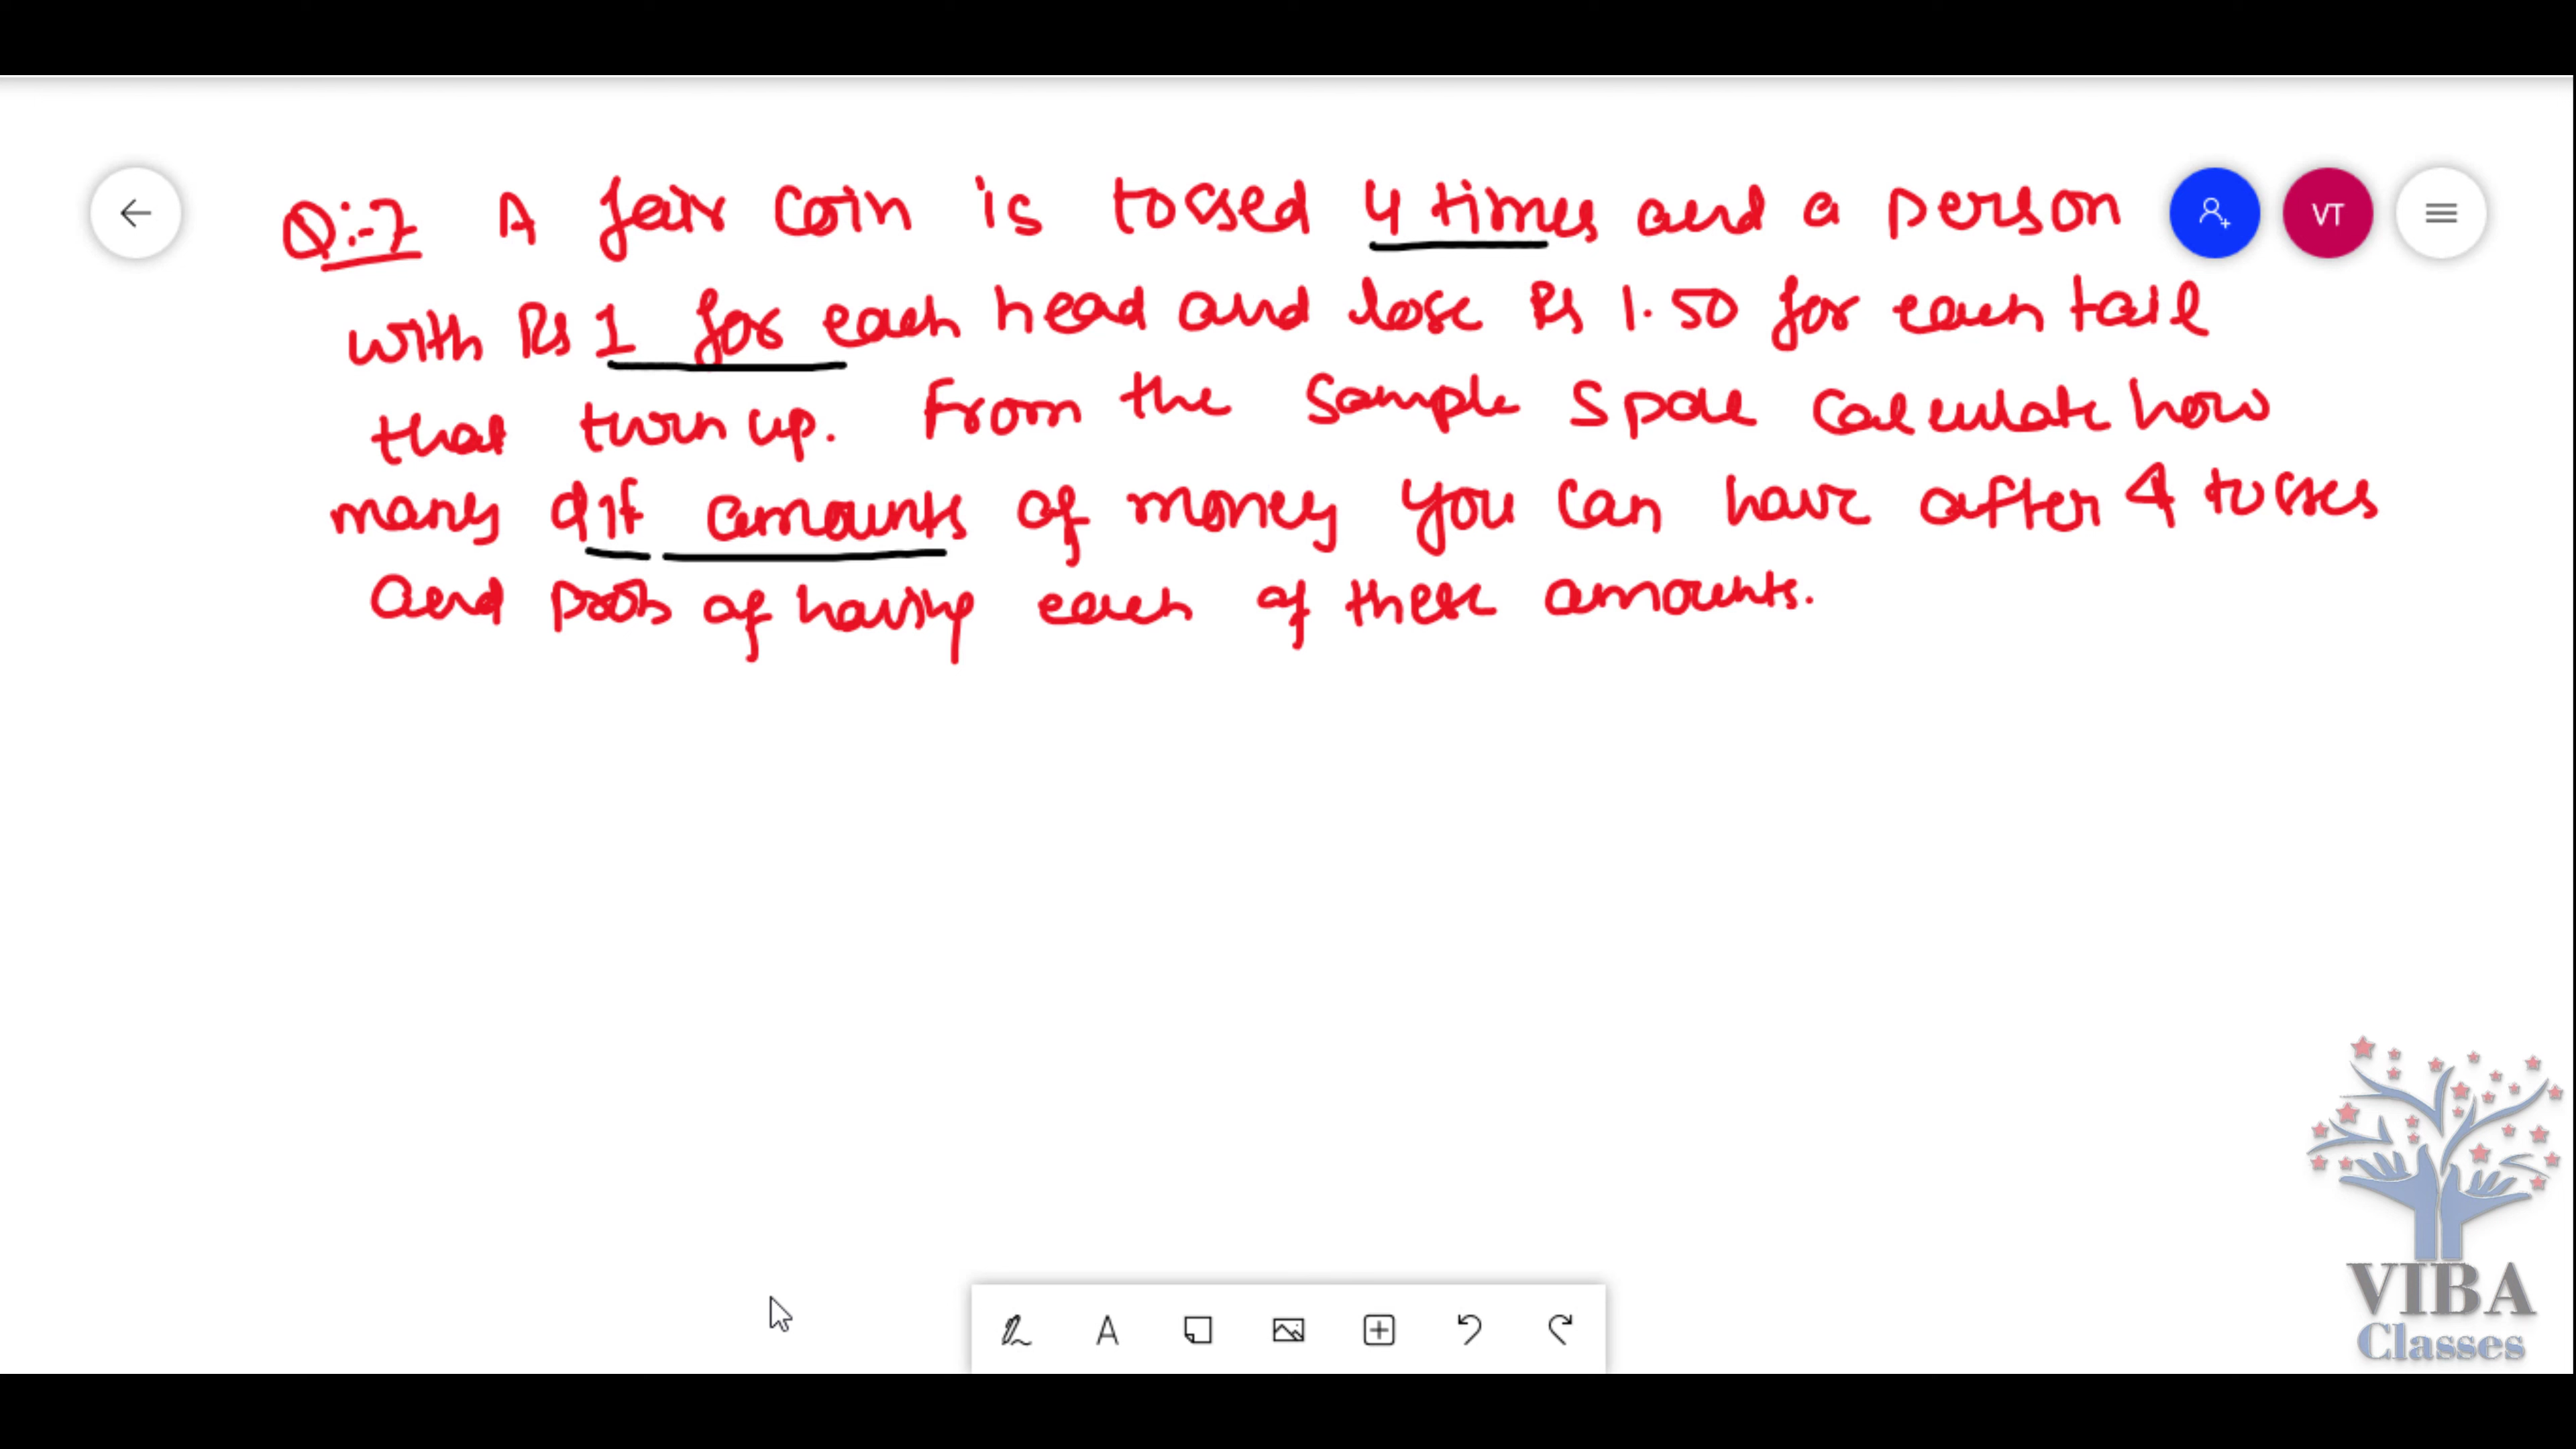 Q:-7 A fair coin is tossed 4 times and a person
VT
with Rs 1 for each head and lose Rs 1.50 for each tail
that turn up. From the sample space calculate how
many dif amounts of money you can have after 4 tosses
and prob of having each of these amounts.
A
VIBA
Classes